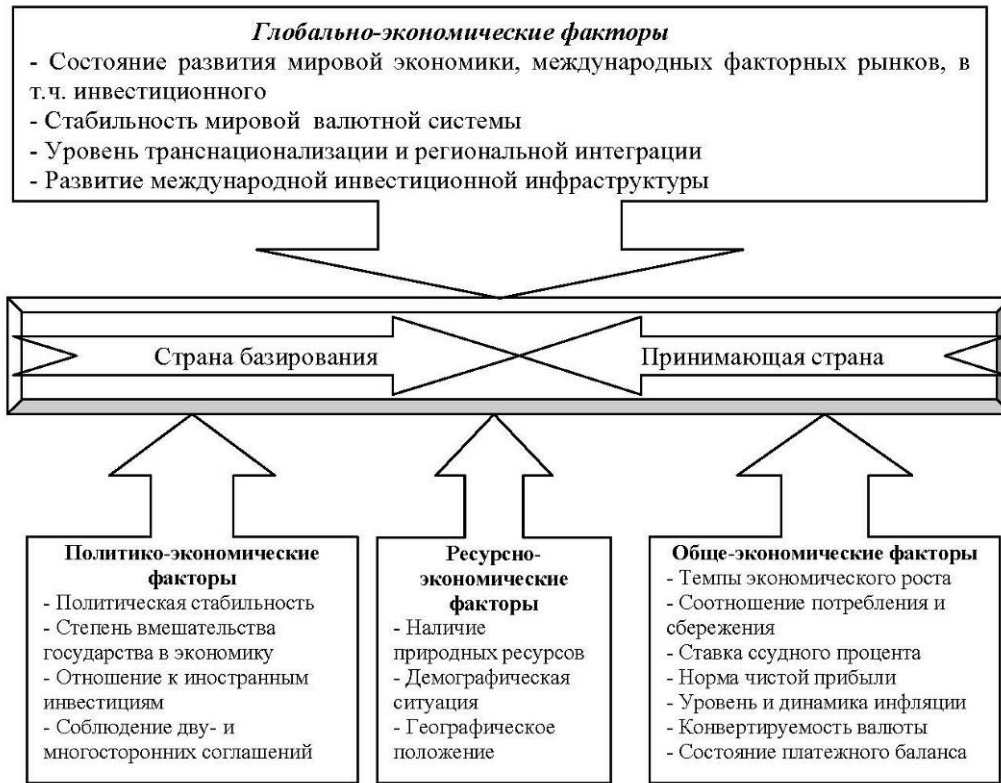 Глобально-экономические факторы
- Состояние развития мировой экономики, международных факторных рынков, в
т.ч. инвестиционного
- Стабильность мировой валютной системы
- Уровень транснационализации и региональной интеграции
- Развитие международной инвестиционной инфраструктуры
Страна базирования
Принимающая страна
Политико-экономические
факторы
- Политическая стабильность
- Степень вмешательства
государства в экономику
- Отношение к иностранным
инвестициям
- Соблюдение дву- и
многосторонних соглашений
Ресурсно-
экономические
факторы
- Наличие
природных ресурсов
- Демографическая
ситуация
- Географическое
положение
Обще-экономические факторы
- Темпы экономического роста
- Соотношение потребления и
сбережения
- Ставка ссудного процента
- Норма чистой прибыли
- Уровень и динамика инфляции
- Конвертируемость валюты
- Состояние платежного баланса